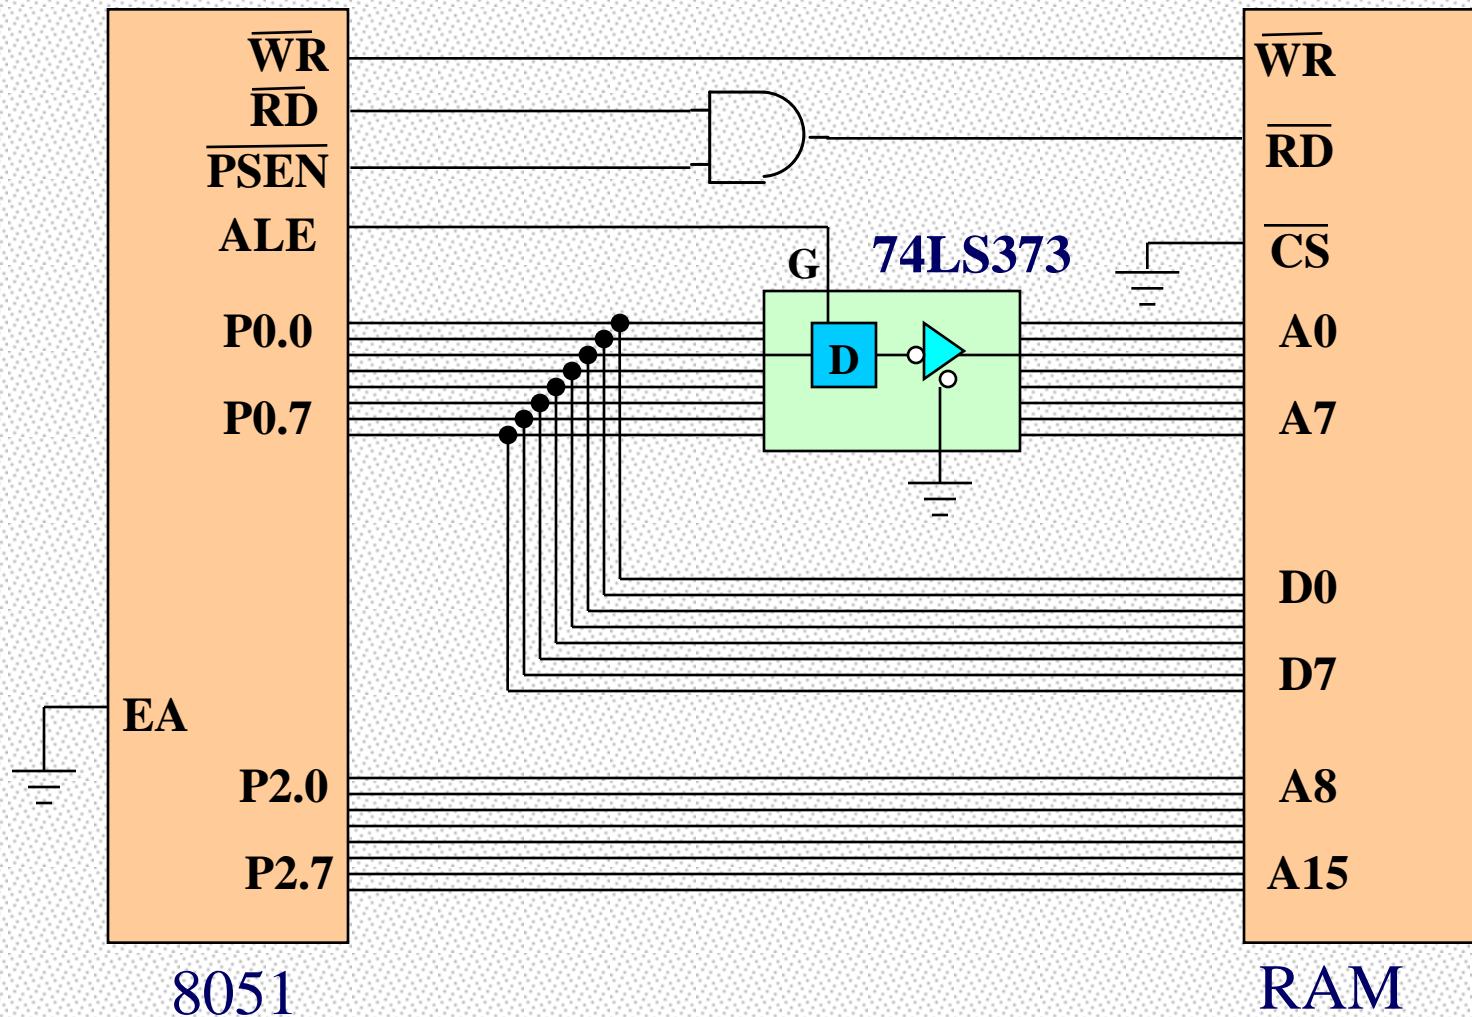 WR
RD
PSEN
ALE
P0.0
P0.7
EA
P2.0
P2.7
8051
G
74LS373
D
WR
RD
CS
A0
A7
D0
D7
A8
A15
RAM